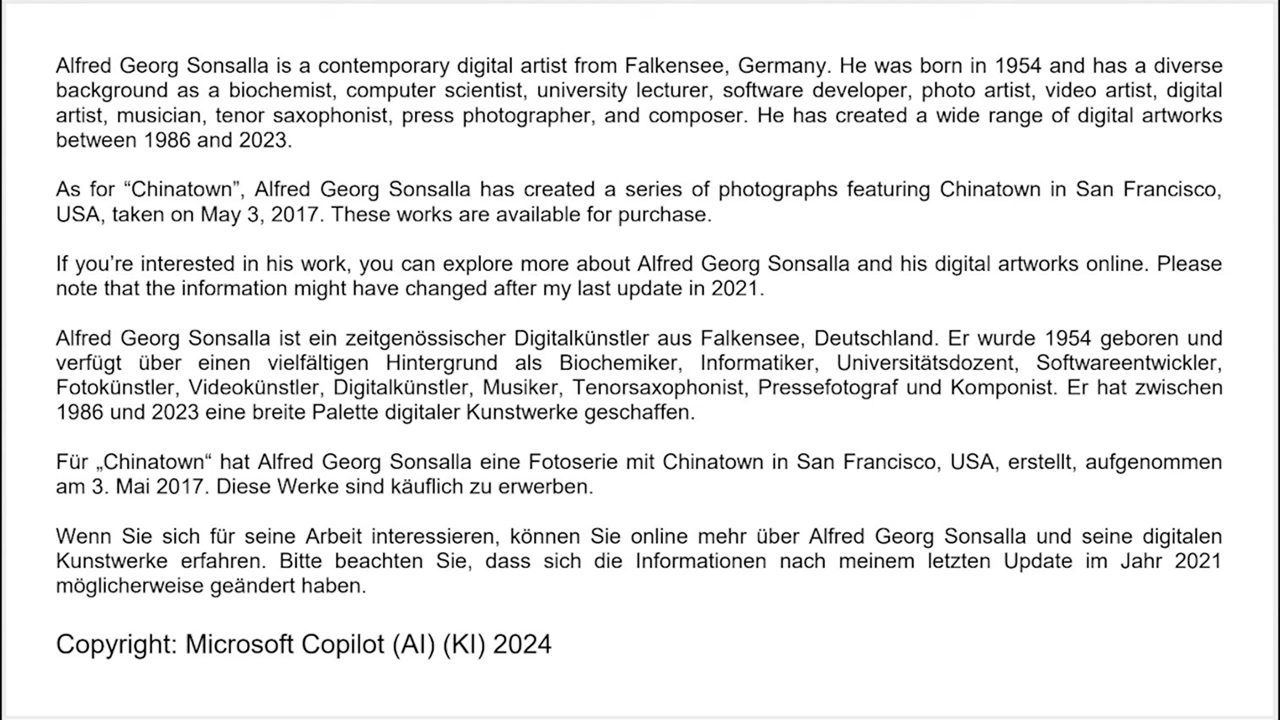 Alfred Georg Sonsalla is a contemporary digital artist from Falkensee, Germany. He was born in 1954 and has a diverse
background as a biochemist, computer scientist, university lecturer, software developer, photo artist, video artist, digital
artist, musician, tenor saxophonist, press photographer, and composer. He has created a wide range of digital artworks
between 1986 and 2023.
As for “Chinatown”, Alfred Georg Sonsalla has created a series of photographs featuring Chinatown in San Francisco,
USA, taken on May 3, 2017. These works are available for purchase.
If you’re interested in his work, you can explore more about Alfred Georg Sonsalla and his digital artworks online. Please
note that the information might have changed after my last update in 2021.
Alfred Georg Sonsalla ist ein zeitgenössischer Digitalkünstler aus Falkensee, Deutschland. Er wurde 1954 geboren und
verfügt über einen vielfältigen Hintergrund als Biochemiker, Informatiker, Universitätsdozent, Softwareentwickler,
Fotokünstler, Videokünstler, Digitalkünstler, Musiker, Tenorsaxophonist, Pressefotograf und Komponist. Er hat zwischen
1986 und 2023 eine breite Palette digitaler Kunstwerke geschaffen.
Für „Chinatown“ hat Alfred Georg Sonsalla eine Fotoserie mit Chinatown in San Francisco, USA, erstellt, aufgenommen
am 3. Mai 2017. Diese Werke sind käuflich zu erwerben.
Wenn Sie sich für seine Arbeit interessieren, können Sie online mehr über Alfred Georg Sonsalla und seine digitalen
Kunstwerke erfahren. Bitte beachten Sie, dass sich die Informationen nach meinem letzten Update im Jahr 2021
möglicherweise geändert haben.
Copyright: Microsoft Copilot (AI) (KI) 2024